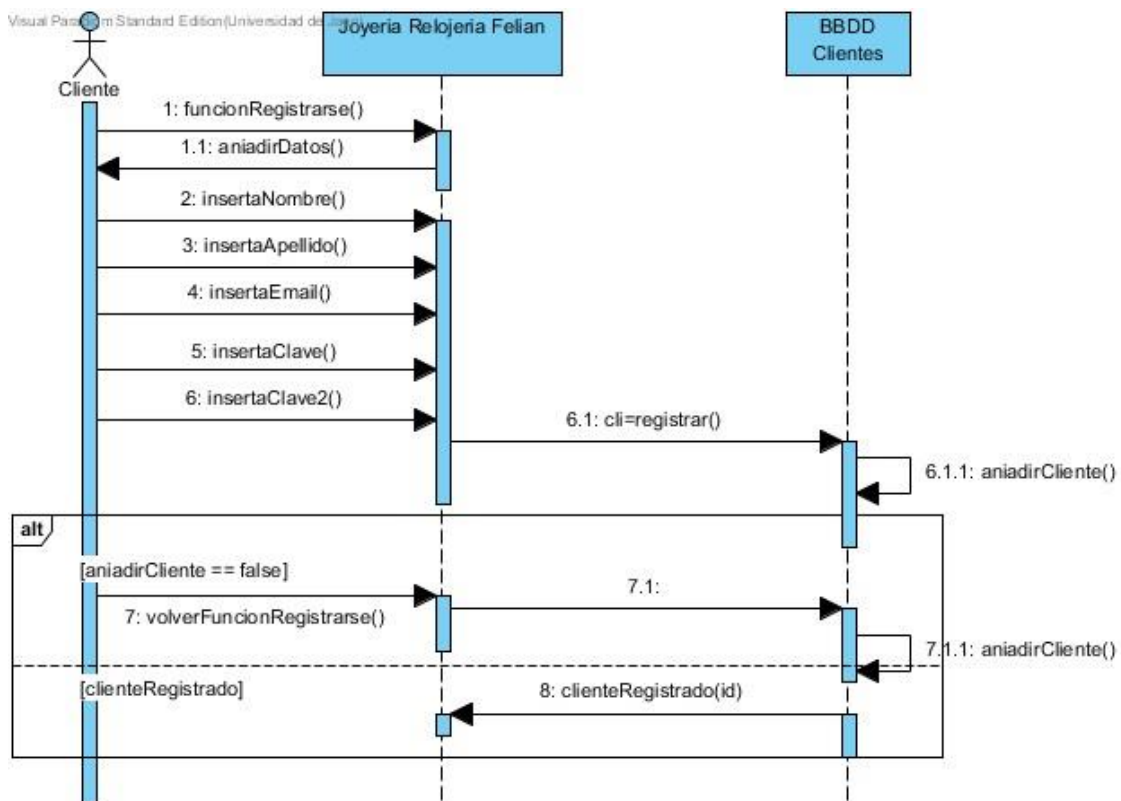 Visual Paradigm Standard Edition(Universidad de
Joyeria Relojeria Felian
BBDD
Clientes
Cliente
1: funcionRegistrarse()
1.1: aniadirDatos()
2: insertaNombre()
3: insertaApellido()
4: insertaEmail()
5: insertaClave()
6: insertaClave2()
6.1: cli=registrar()
6.1.1: aniadirCliente()
alt
[aniadirCliente == false]
7.1:
7: volverFuncionRegistrarse()
7.1.1: aniadirCliente()
[clienteRegistrado]
8: clienteRegistrado(id)